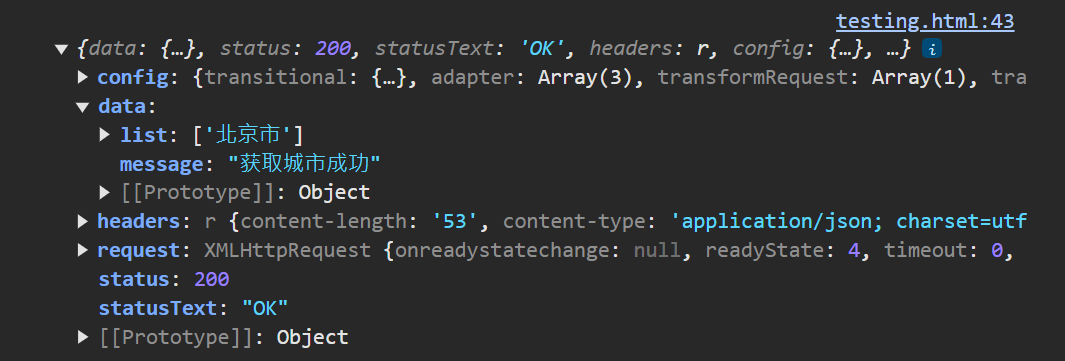 testing.html:43
{data: {…}, status: 200, statusText: 'OK', headers: r, config: {…}, …} i
config: {transitional: {…}, adapter: Array(3), transformRequest: Array(1), tra
data:
list: ['北京市']
message: "获取城市成功"
[[Prototype]]: Object
headers: r {content-length: '53', content-type: 'application/json; charset=utf
request: XMLHttpRequest {onreadystatechange: null, readyState: 4, timeout: 0,
status: 200
statusText: "OK"
[[Prototype]]: Object